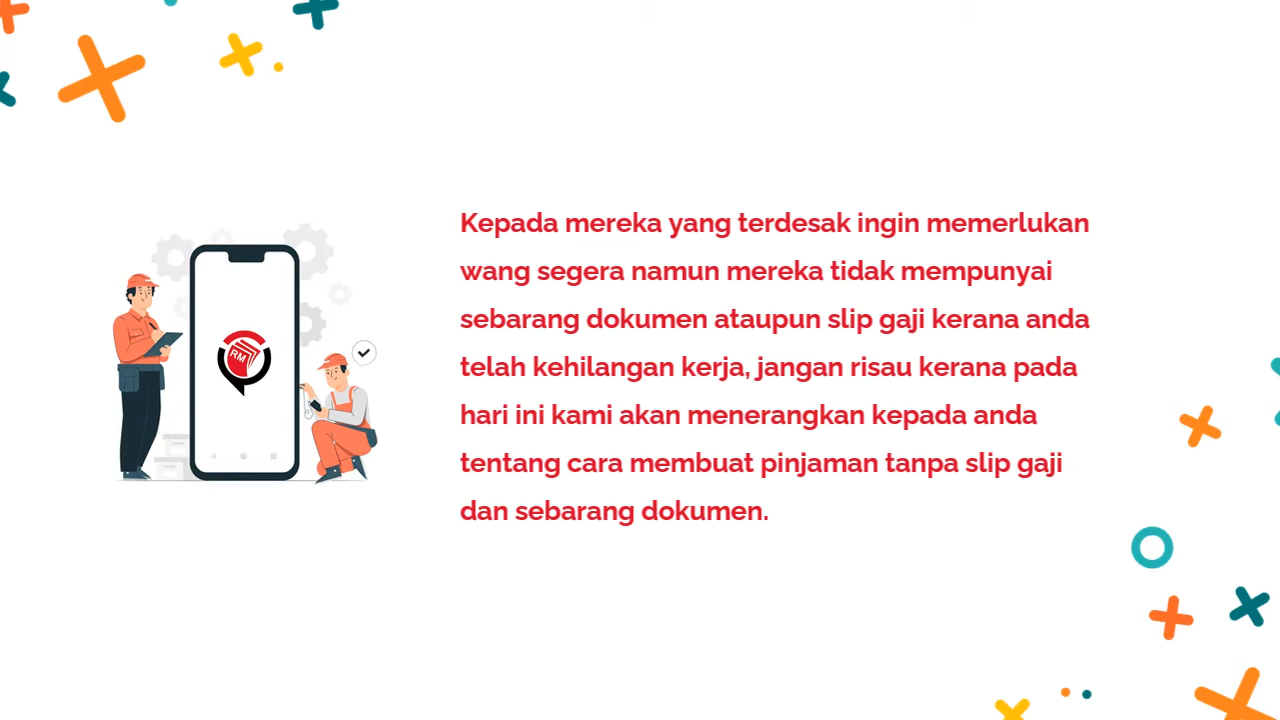 RM
Kepada mereka yang terdesak ingin memerlukan
wang segera namun mereka tidak mempunyai
sebarang dokumen ataupun slip gaji kerana anda
telah kehilangan kerja, jangan risau kerana pada
hari ini kami akan menerangkan kepada anda
tentang cara membuat pinjaman tanpa slip gaji
dan sebarang dokumen.